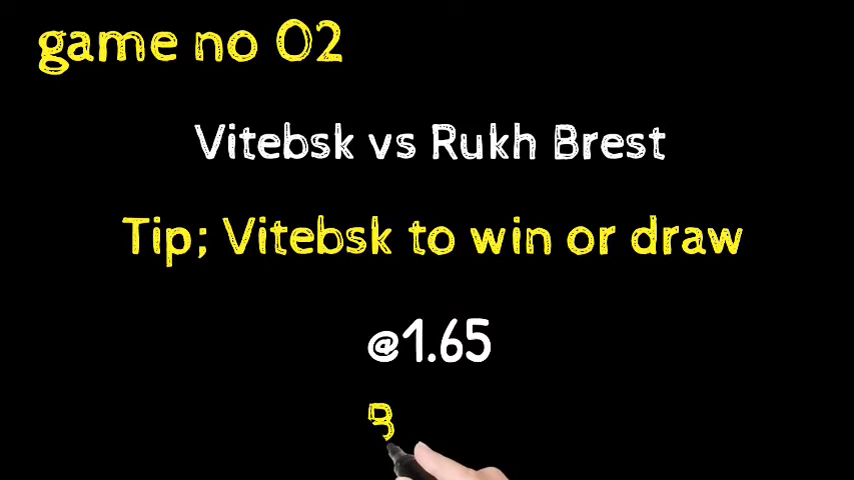 game no 02
Vitebsk vs Rukh Brest
Tip; Vitebsk to win or draw
@1.65